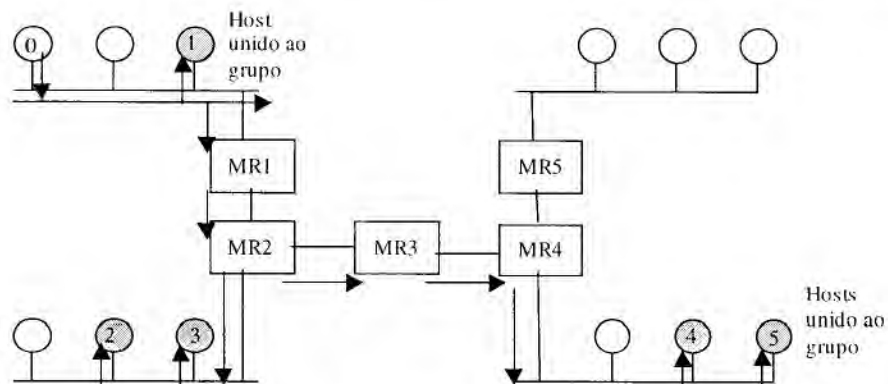 Host
unido ao
grupo
0
1
MR1
MR5
MR2
MR3
MR4
Hosts
unido ao
grupo
2
3
4
5